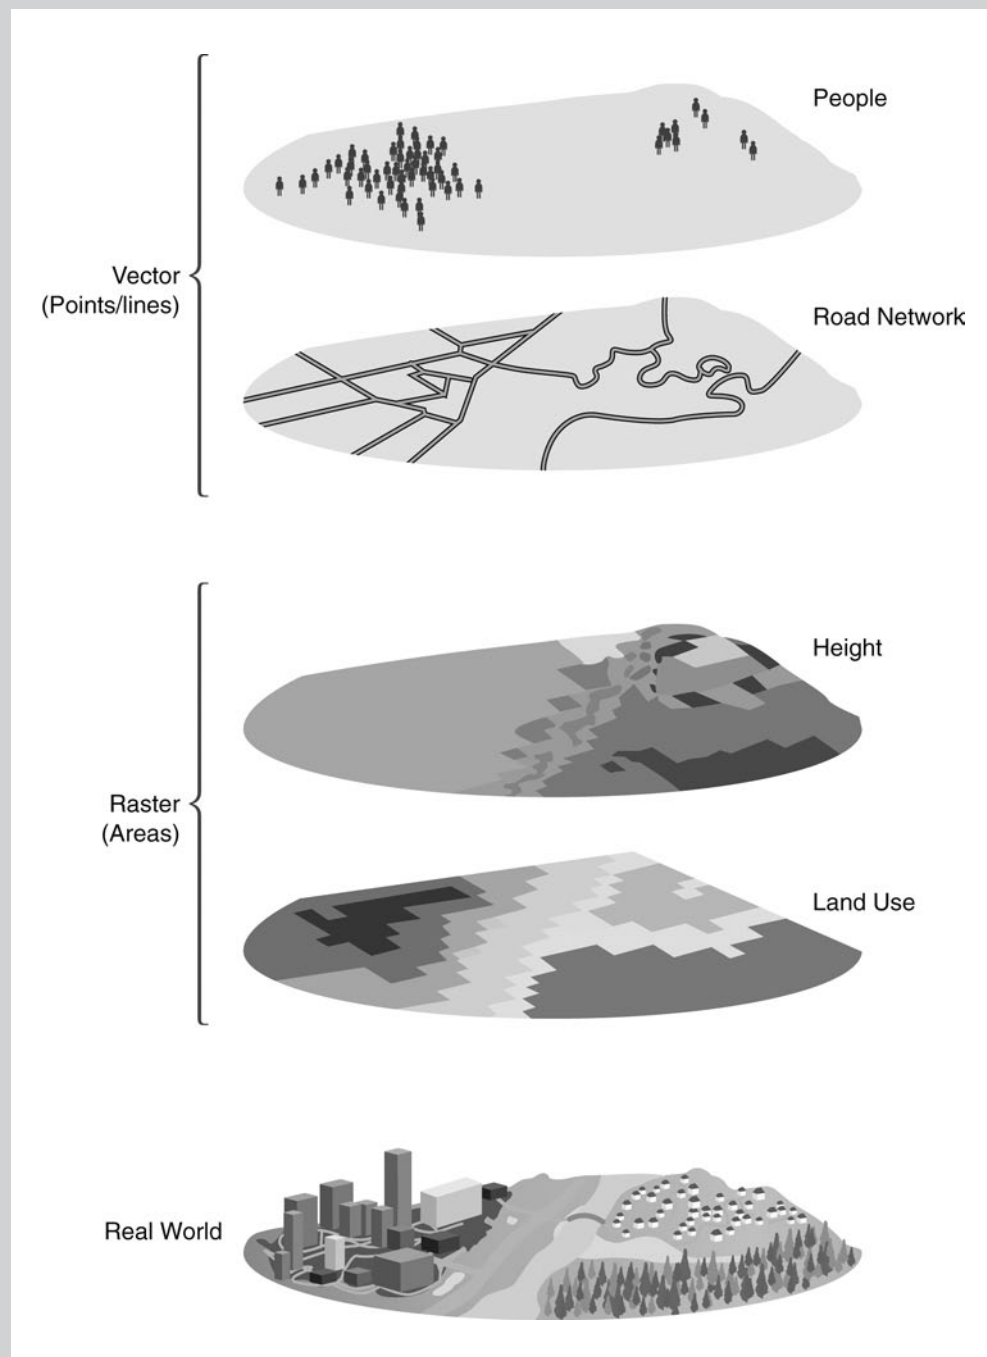 People
Vector
(Points/lines)
Road Network
Height
Raster
(Areas)
Land Use
Real World